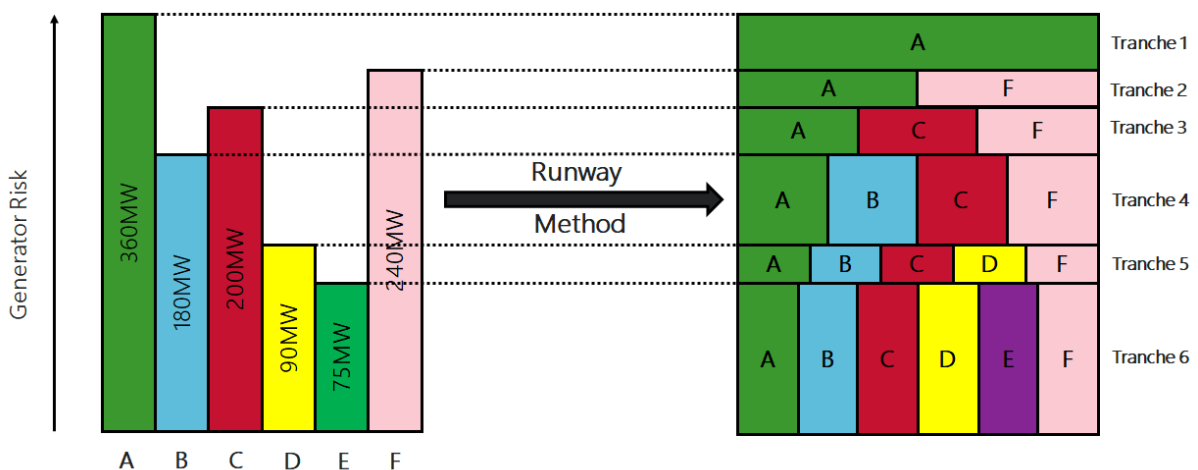 Generator Risk
360MW
180MW
200MW
90MW
75MW
240MW
A
B
C
D
E
F
Runway
Method
A
Tranche 1
A
F
Tranche 2
A
C
F
Tranche 3
A
B
C
F
Tranche 4
A
B
C
D
F
Tranche 5
A
B
C
D
E
F
Tranche 6